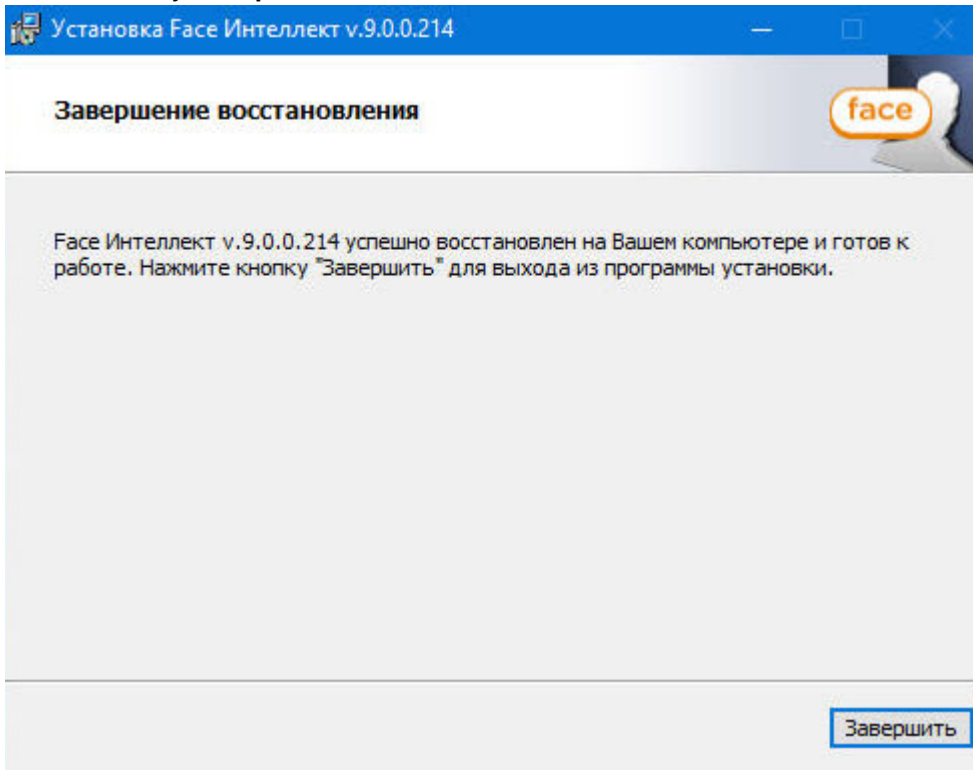 Установка Face Интеллект v.9.0.0.214
Завершение восстановления
face
Face Интеллект v.9.0.0.214 успешно восстановлен на Вашем компьютере и готов к
работе. Нажмите кнопку "Завершить" для выхода из программы установки.
Завершить